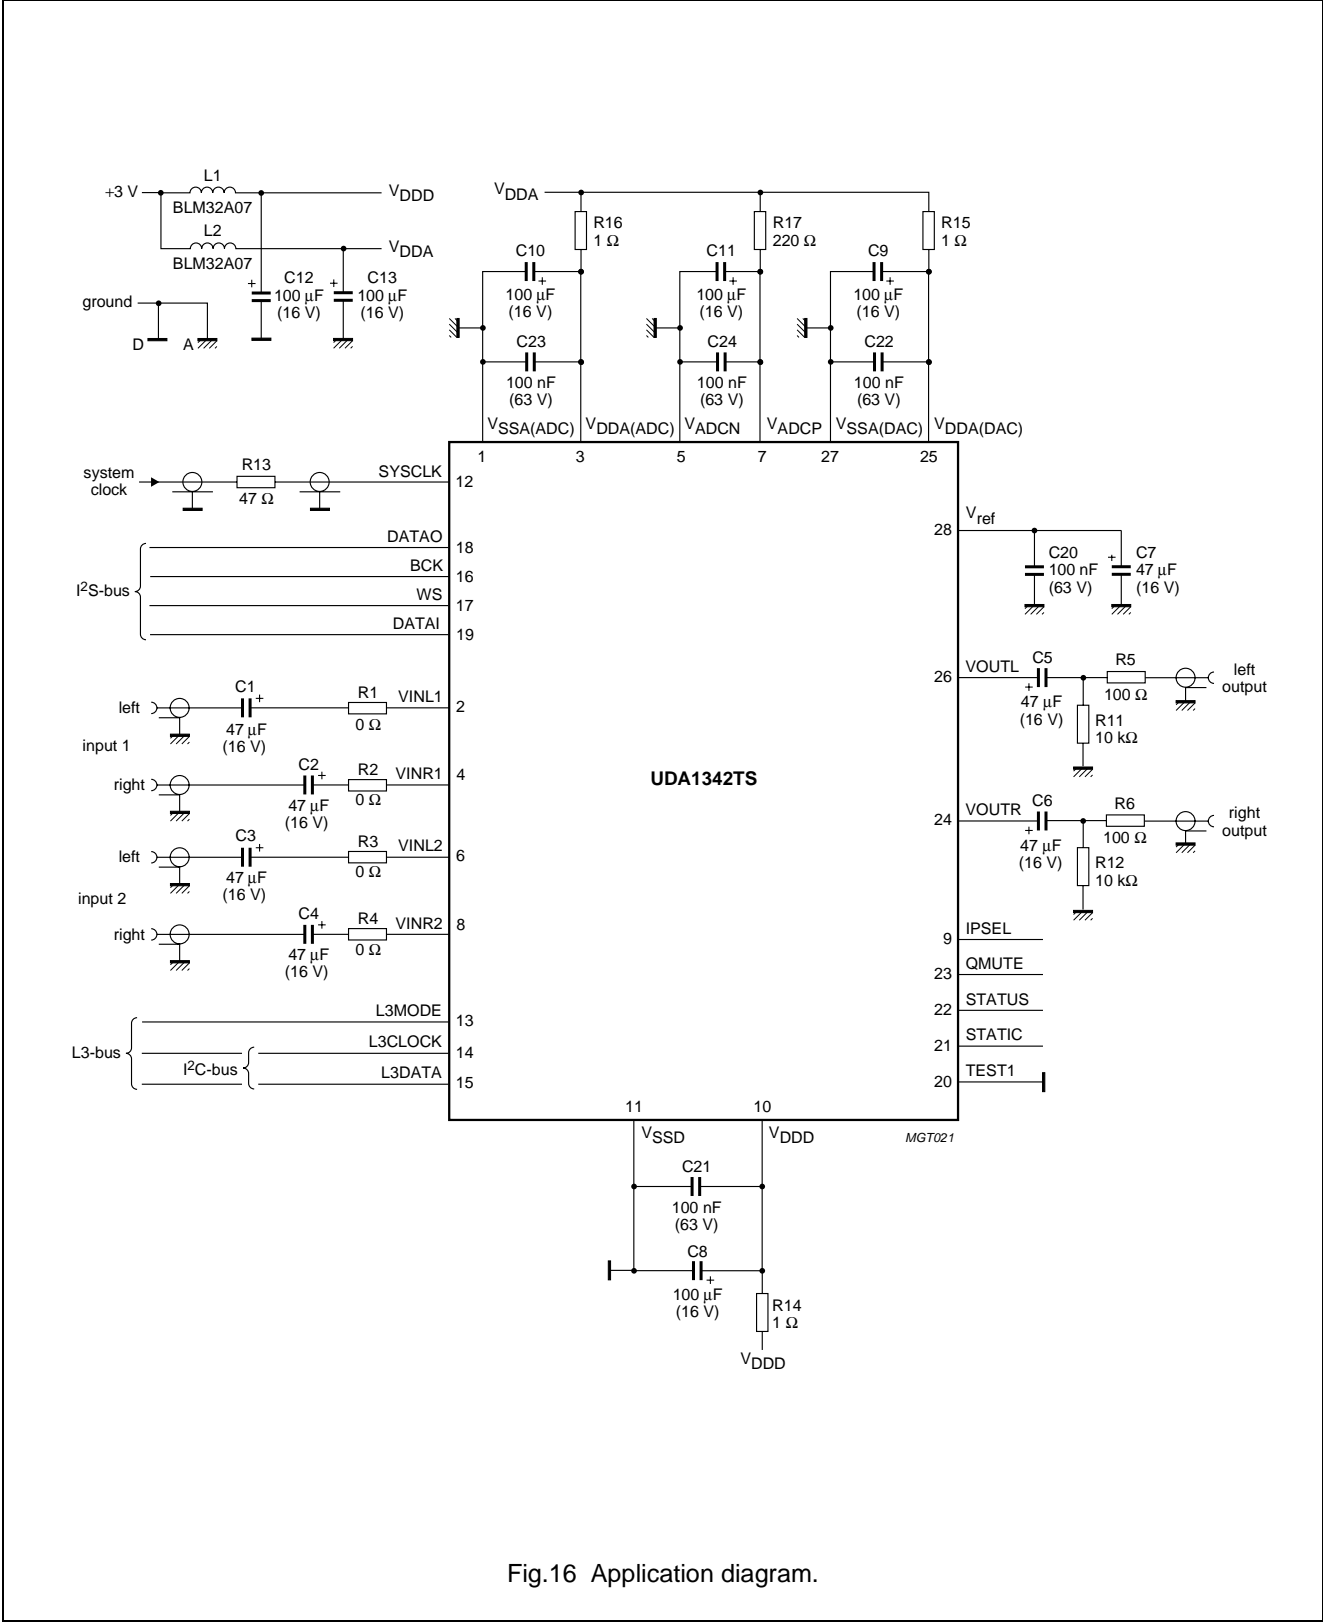 +3 V
L1
BLM32A07
VDDD
L2
BLM32A07
VDDA
C12
100 µF
(16 V)
C13
100 µF
(16 V)
ground
D
A
VDDA
R16
1 Ω
R17
220 Ω
R15
1 Ω
C10
100 µF
(16 V)
C11
100 µF
(16 V)
C9
100 µF
(16 V)
C23
100 nF
(63 V)
C24
100 nF
(63 V)
C22
100 nF
(63 V)
VSSA(ADC)
VDDA(ADC)
VADCN
VADCP
VSSA(DAC)
VDDA(DAC)
1
3
5
7
27
25
system
clock
R13
47 Ω
SYSCLK
12
I2S-bus
DATAO
18
BCK
16
WS
17
DATAI
19
input 1
left
C1
47 µF
(16 V)
R1
0 Ω
VINL1
2
right
C2
47 µF
(16 V)
R2
0 Ω
VINR1
4
input 2
left
C3
47 µF
(16 V)
R3
0 Ω
VINL2
6
right
C4
47 µF
(16 V)
R4
0 Ω
VINR2
8
L3-bus
I2C-bus
L3MODE
13
L3CLOCK
14
L3DATA
15
UDA1342TS
28
Vref
C20
100 nF
(63 V)
C7
47 µF
(16 V)
26
VOUTL
C5
47 µF
(16 V)
R5
100 Ω
R11
10 kΩ
left
output
24
VOUTR
C6
47 µF
(16 V)
R6
100 Ω
R12
10 kΩ
right
output
9
IPSEL
23
QMUTE
22
STATUS
21
STATIC
20
TEST1
11
10
VSSD
VDDD
MGT021
C21
100 nF
(63 V)
C8
100 µF
(16 V)
R14
1 Ω
VDDD
Fig.16 Application diagram.